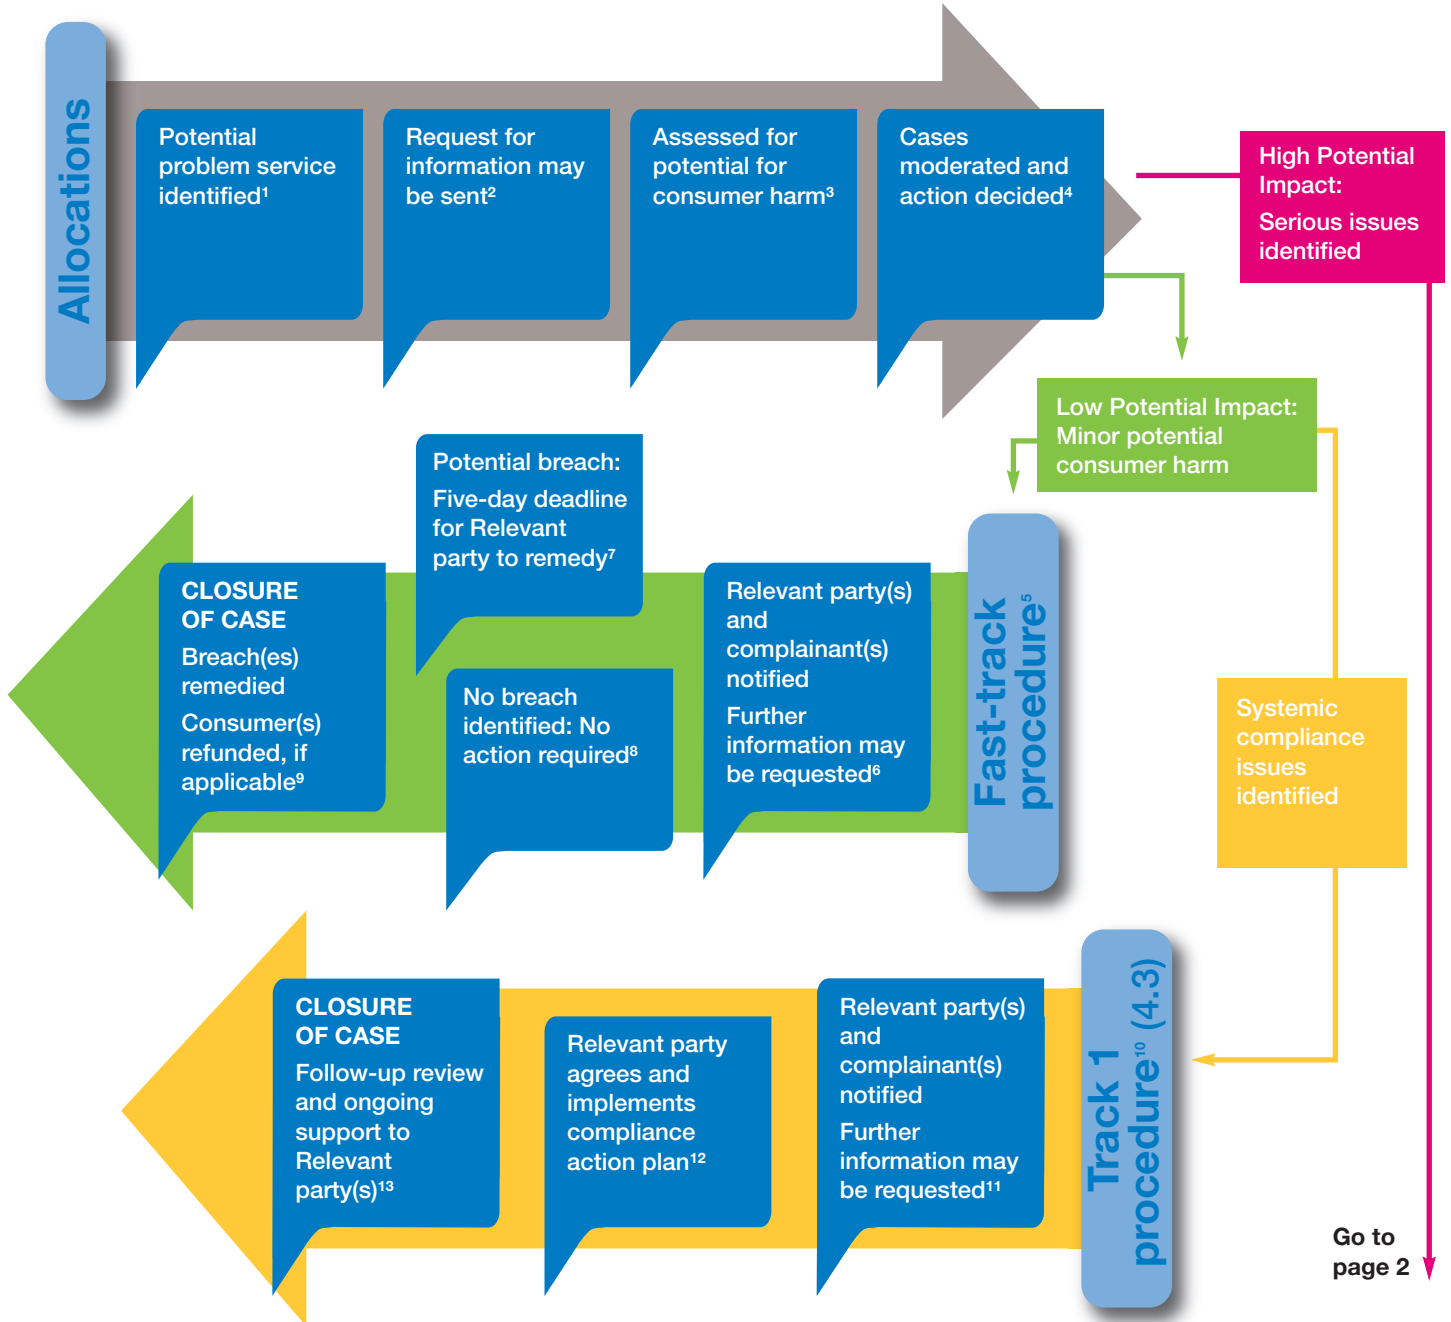 Allocations
Potential
problem service
identified¹
Request for
information may
be sent²
Assessed for
potential for
consumer harm³
Cases
moderated and
action decided⁴
High Potential
Impact:
Serious issues
identified
Low Potential Impact:
Minor potential
consumer harm
Fast-track
procedure⁵
Relevant party(s)
and
complainant(s)
notified
Further
information may
be requested⁶
Potential breach:
Five-day deadline
for Relevant
party to remedy⁷
No breach
identified: No
action required⁸
CLOSURE
OF CASE
Breach(es)
remedied
Consumer(s)
refunded, if
applicable⁹
Systemic
compliance
issues
identified
Track 1
procedure¹⁰ (4.3)
Relevant party(s)
and
complainant(s)
notified
Further
information may
be requested¹¹
Relevant party
agrees and
implements
compliance
action plan¹²
CLOSURE
OF CASE
Follow-up review
and ongoing
support to
Relevant
party(s)¹³
Go to
page 2